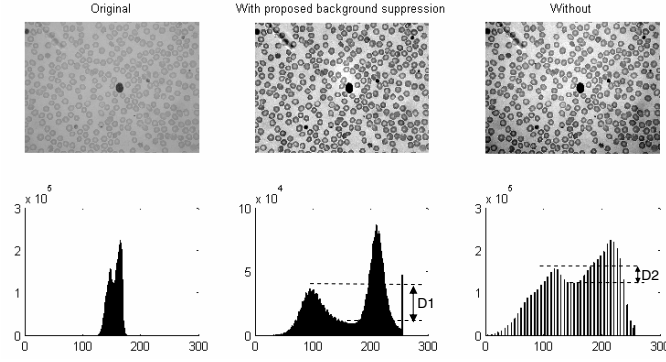 Original
With proposed background suppression
Without
3 x 10^5
2
1
0
0 100 200 300
10 x 10^4
5
0
0 100 200 300
D1
3 x 10^5
2
1
0
0 100 200 300
D2